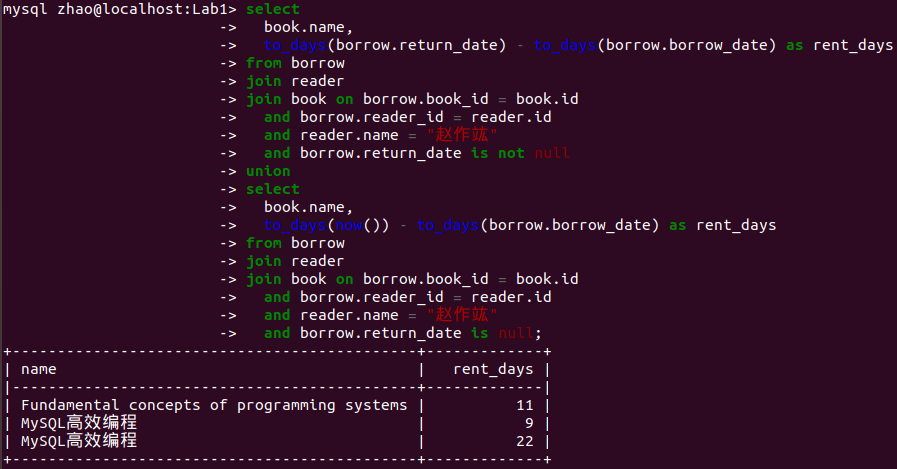 mysql zhao@localhost:Lab1> select
-> book.name,
-> to_days(borrow.return_date) - to_days(borrow.borrow_date) as rent_days
-> from borrow
-> join reader
-> join book on borrow.book_id = book.id
-> and borrow.reader_id = reader.id
-> and reader.name = "赵作竑"
-> and borrow.return_date is not null
-> union
-> select
-> book.name,
-> to_days(now()) - to_days(borrow.borrow_date) as rent_days
-> from borrow
-> join reader
-> join book on borrow.book_id = book.id
-> and borrow.reader_id = reader.id
-> and reader.name = "赵作竑"
-> and borrow.return_date is null;
+---------------------------------------------+-------------+
| name | rent_days |
|---------------------------------------------+-------------|
| Fundamental concepts of programming systems | 11 |
| MySQL高效编程 | 9 |
| MySQL高效编程 | 22 |
+---------------------------------------------+-------------+